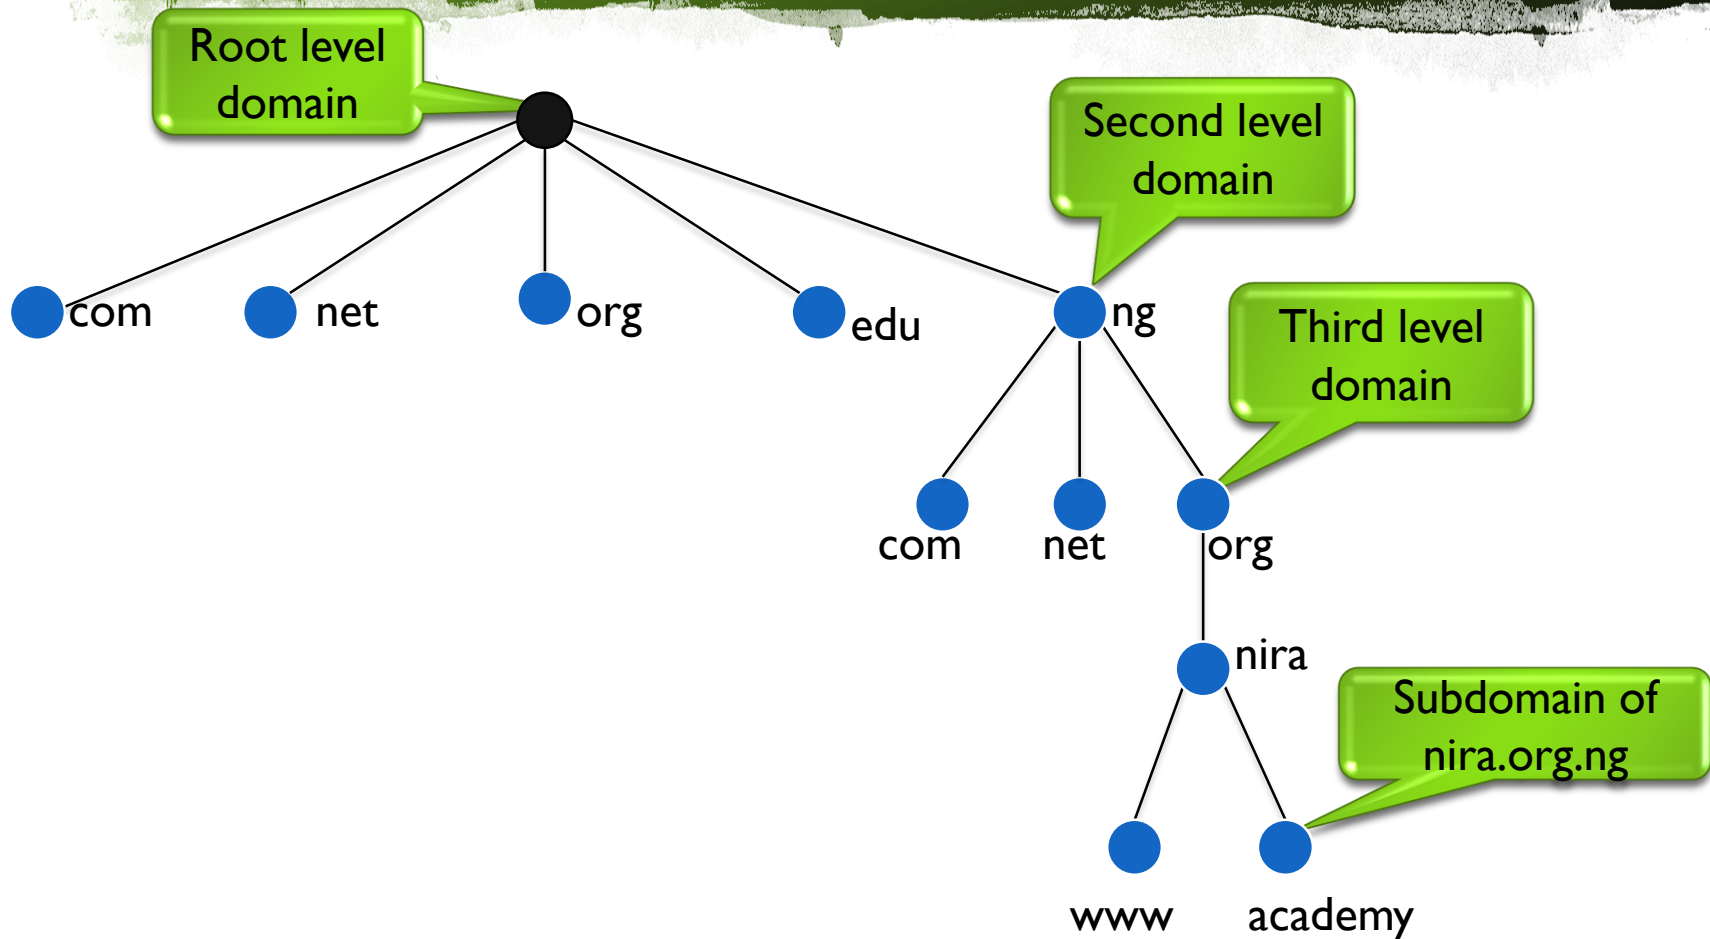 Root level
domain
Second level
domain
com
net
org
edu
ng
Third level
domain
com
net
org
nira
Subdomain of
nira.org.ng
www
academy